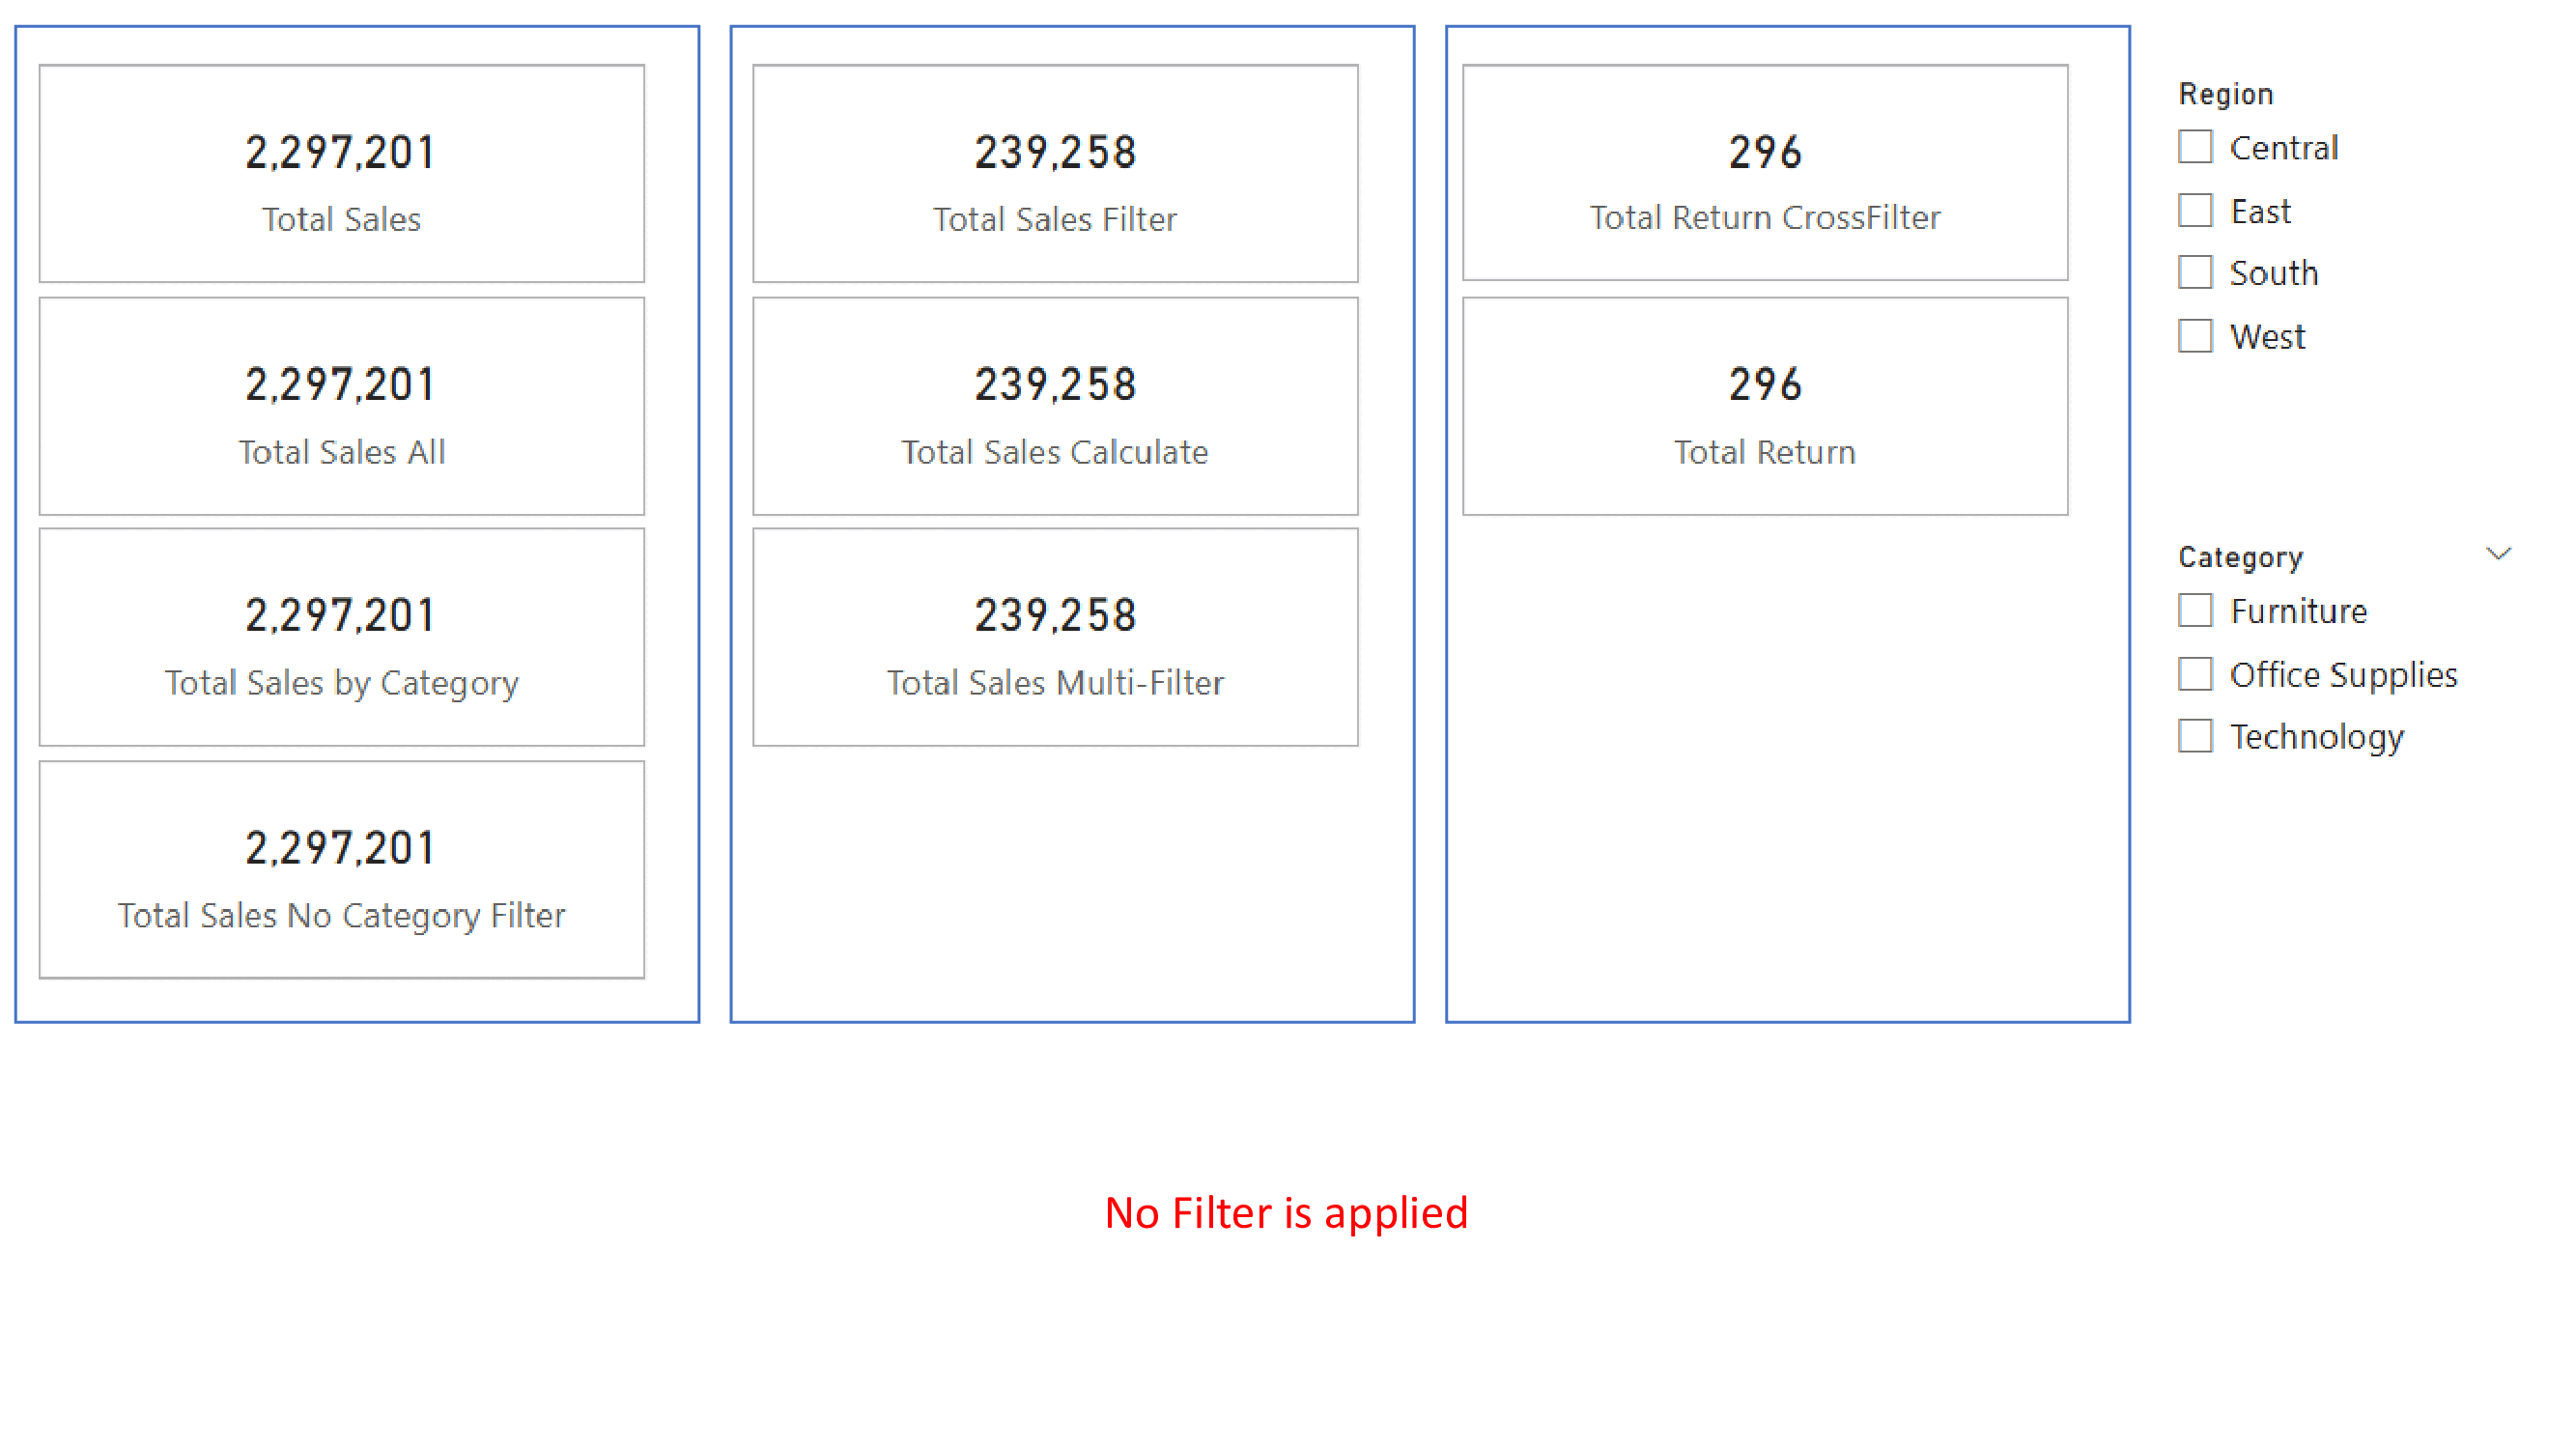 2,297,201
Total Sales
2,297,201
Total Sales All
2,297,201
Total Sales by Category
2,297,201
Total Sales No Category Filter
239,258
Total Sales Filter
239,258
Total Sales Calculate
239,258
Total Sales Multi-Filter
296
Total Return CrossFilter
296
Total Return
Region
Central
East
South
West
Category
Furniture
Office Supplies
Technology
No Filter is applied